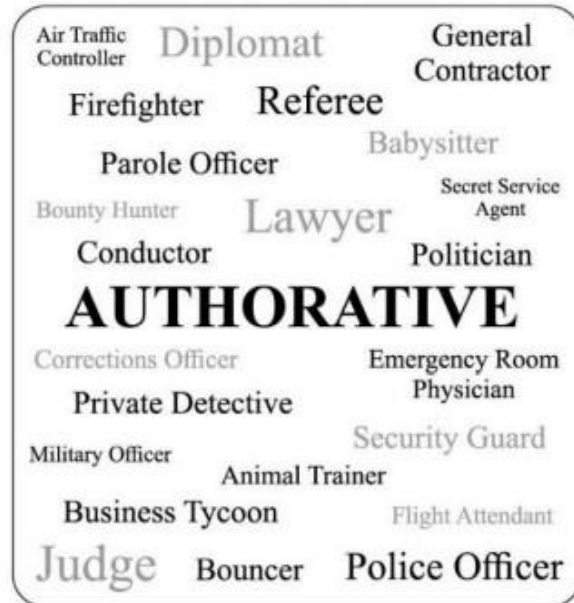 Air Traffic
Controller
Diplomat
General
Contractor
Firefighter
Referee
Babysitter
Parole Officer
Secret Service
Agent
Bounty Hunter
Lawyer
Conductor
Politician
AUTHORATIVE
Corrections Officer
Emergency Room
Physician
Private Detective
Security Guard
Military Officer
Animal Trainer
Business Tycoon
Flight Attendant
Judge
Bouncer
Police Officer